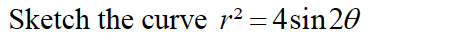 Sketch the curve r² = 4sin2θ